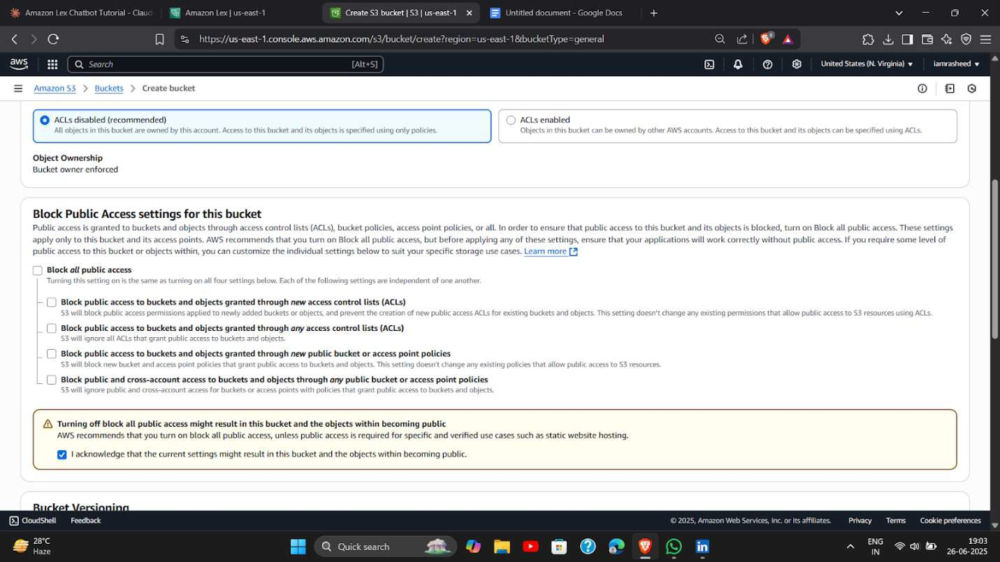 Amazon Lex Chatbot Tutorial - Claud
Amazon Lex | us-east-1
Create S3 bucket | S3 | us-east-1
Untitled document - Google Docs
https://us-east-1.console.aws.amazon.com/s3/bucket/create?region=us-east-1&bucketType=general
8
aws
Search
[Alt+S]
United States (N. Virginia)
iamrasheed
Amazon S3 > Buckets > Create bucket
ACLs disabled (recommended)
All objects in this bucket are owned by this account. Access to this bucket and its objects is specified using only policies.
ACLs enabled
Objects in this bucket can be owned by other AWS accounts. Access to this bucket and its objects can be specified using ACLs.
Object Ownership
Bucket owner enforced
Block Public Access settings for this bucket
Public access is granted to buckets and objects through access control lists (ACLs), bucket policies, access point policies, or all. In order to ensure that public access to this bucket and its objects is blocked, turn on Block all public access. These settings
apply only to this bucket and its access points. AWS recommends that you turn on Block all public access, but before applying any of these settings, ensure that your applications will work correctly without public access. If you require some level of
public access to this bucket or objects within, you can customize the individual settings below to suit your specific storage use cases. Learn more
Block all public access
Turning this setting on is the same as turning on all four settings below. Each of the following settings are independent of one another.
Block public access to buckets and objects granted through new access control lists (ACLs)
S3 will block public access permissions applied to newly added buckets or objects, and prevent the creation of new public access ACLs for existing buckets and objects. This setting doesn't change any existing permissions that allow public access to S3 resources using ACLs.
Block public access to buckets and objects granted through any access control lists (ACLs)
S3 will ignore all ACLs that grant public access to buckets and objects.
Block public access to buckets and objects granted through new public bucket or access point policies
S3 will block new bucket and access point policies that grant public access to buckets and objects. This setting doesn't change any existing policies that allow public access to S3 resources.
Block public and cross-account access to buckets and objects through any public bucket or access point policies
S3 will ignore public and cross-account access for buckets or access points with policies that grant public access to buckets and objects.
Turning off block all public access might result in this bucket and the objects within becoming public
AWS recommends that you turn on block all public access, unless public access is required for specific and verified use cases such as static website hosting.
I acknowledge that the current settings might result in this bucket and the objects within becoming public.
Bucket Versioning
CloudShell
Feedback
© 2025, Amazon Web Services, Inc. or its affiliates.
Privacy
Terms
Cookie preferences
28°C
Haze
Quick search
ENG
IN
19:03
26-06-2025